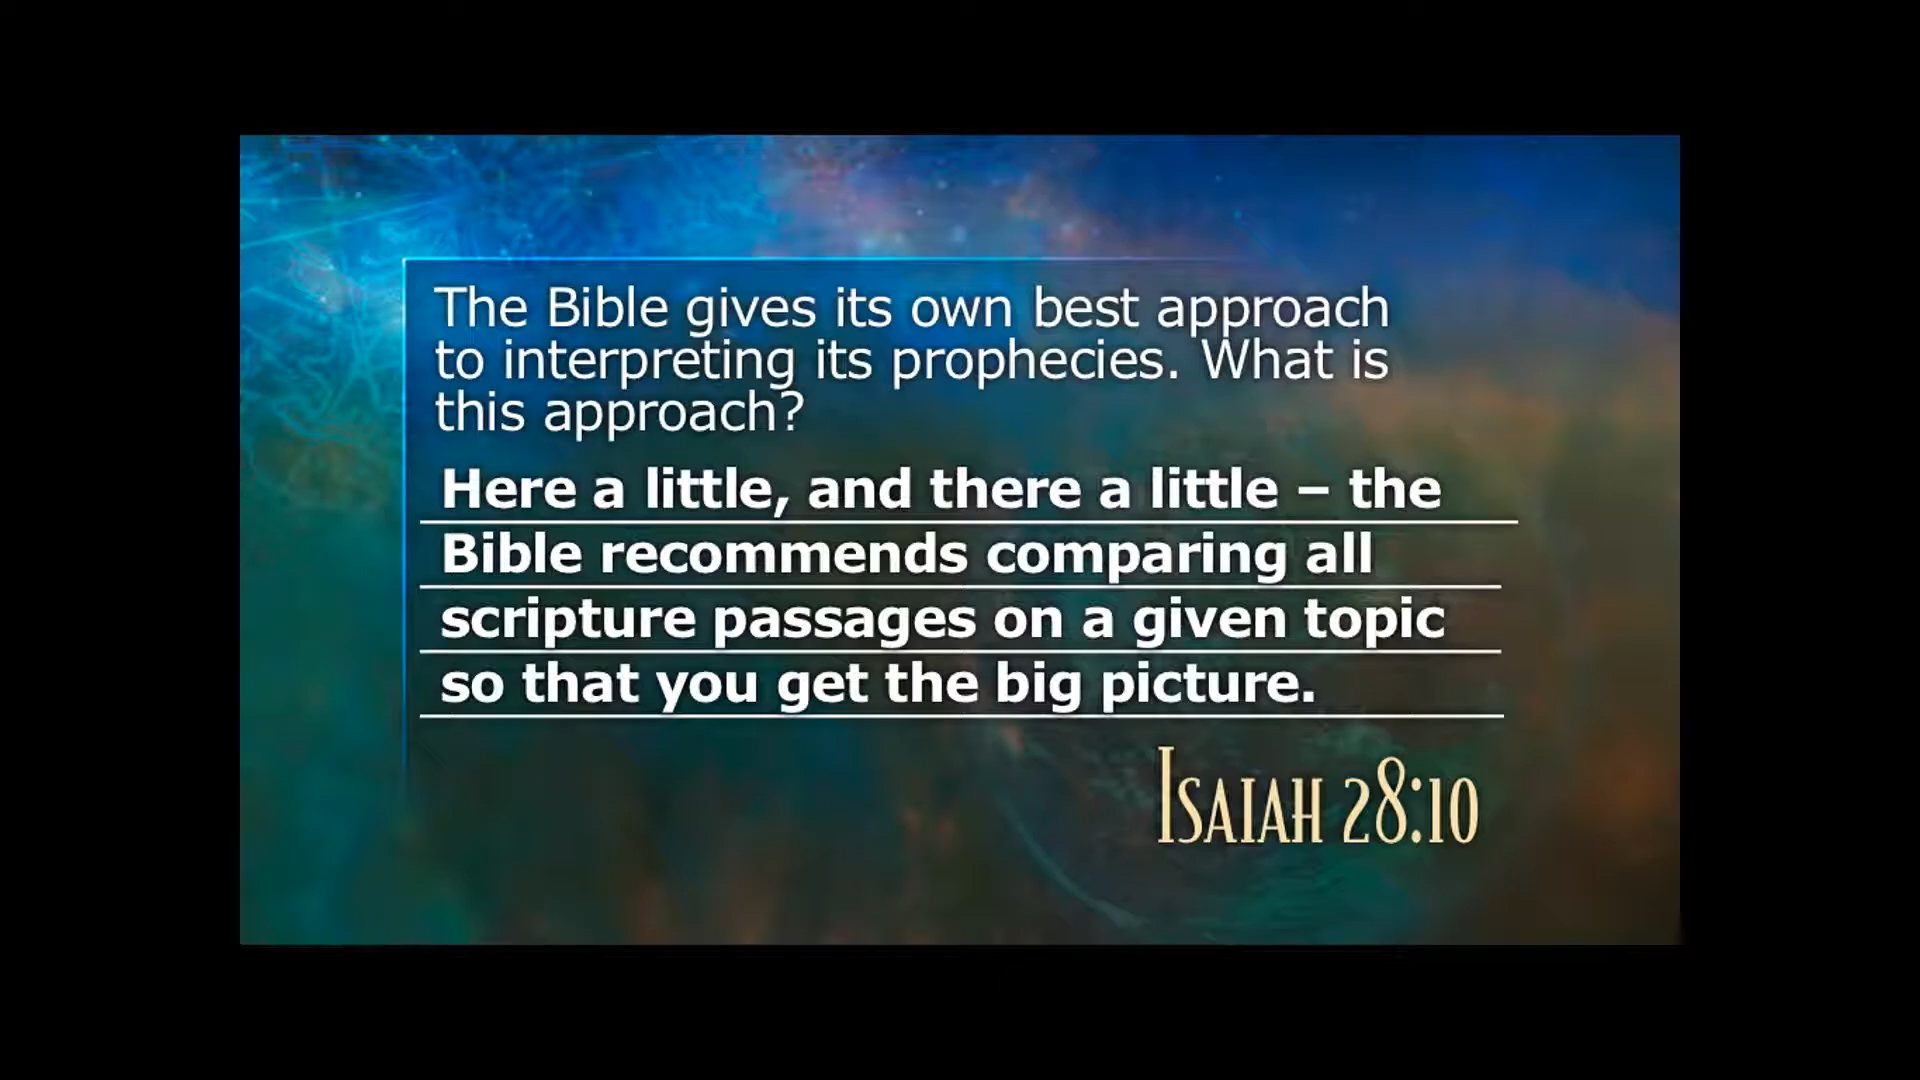 The Bible gives its own best approach
to interpreting its prophecies. What is
this approach?
Here a little, and there a little – the
Bible recommends comparing all
scripture passages on a given topic
so that you get the big picture.
Isaiah 28:10